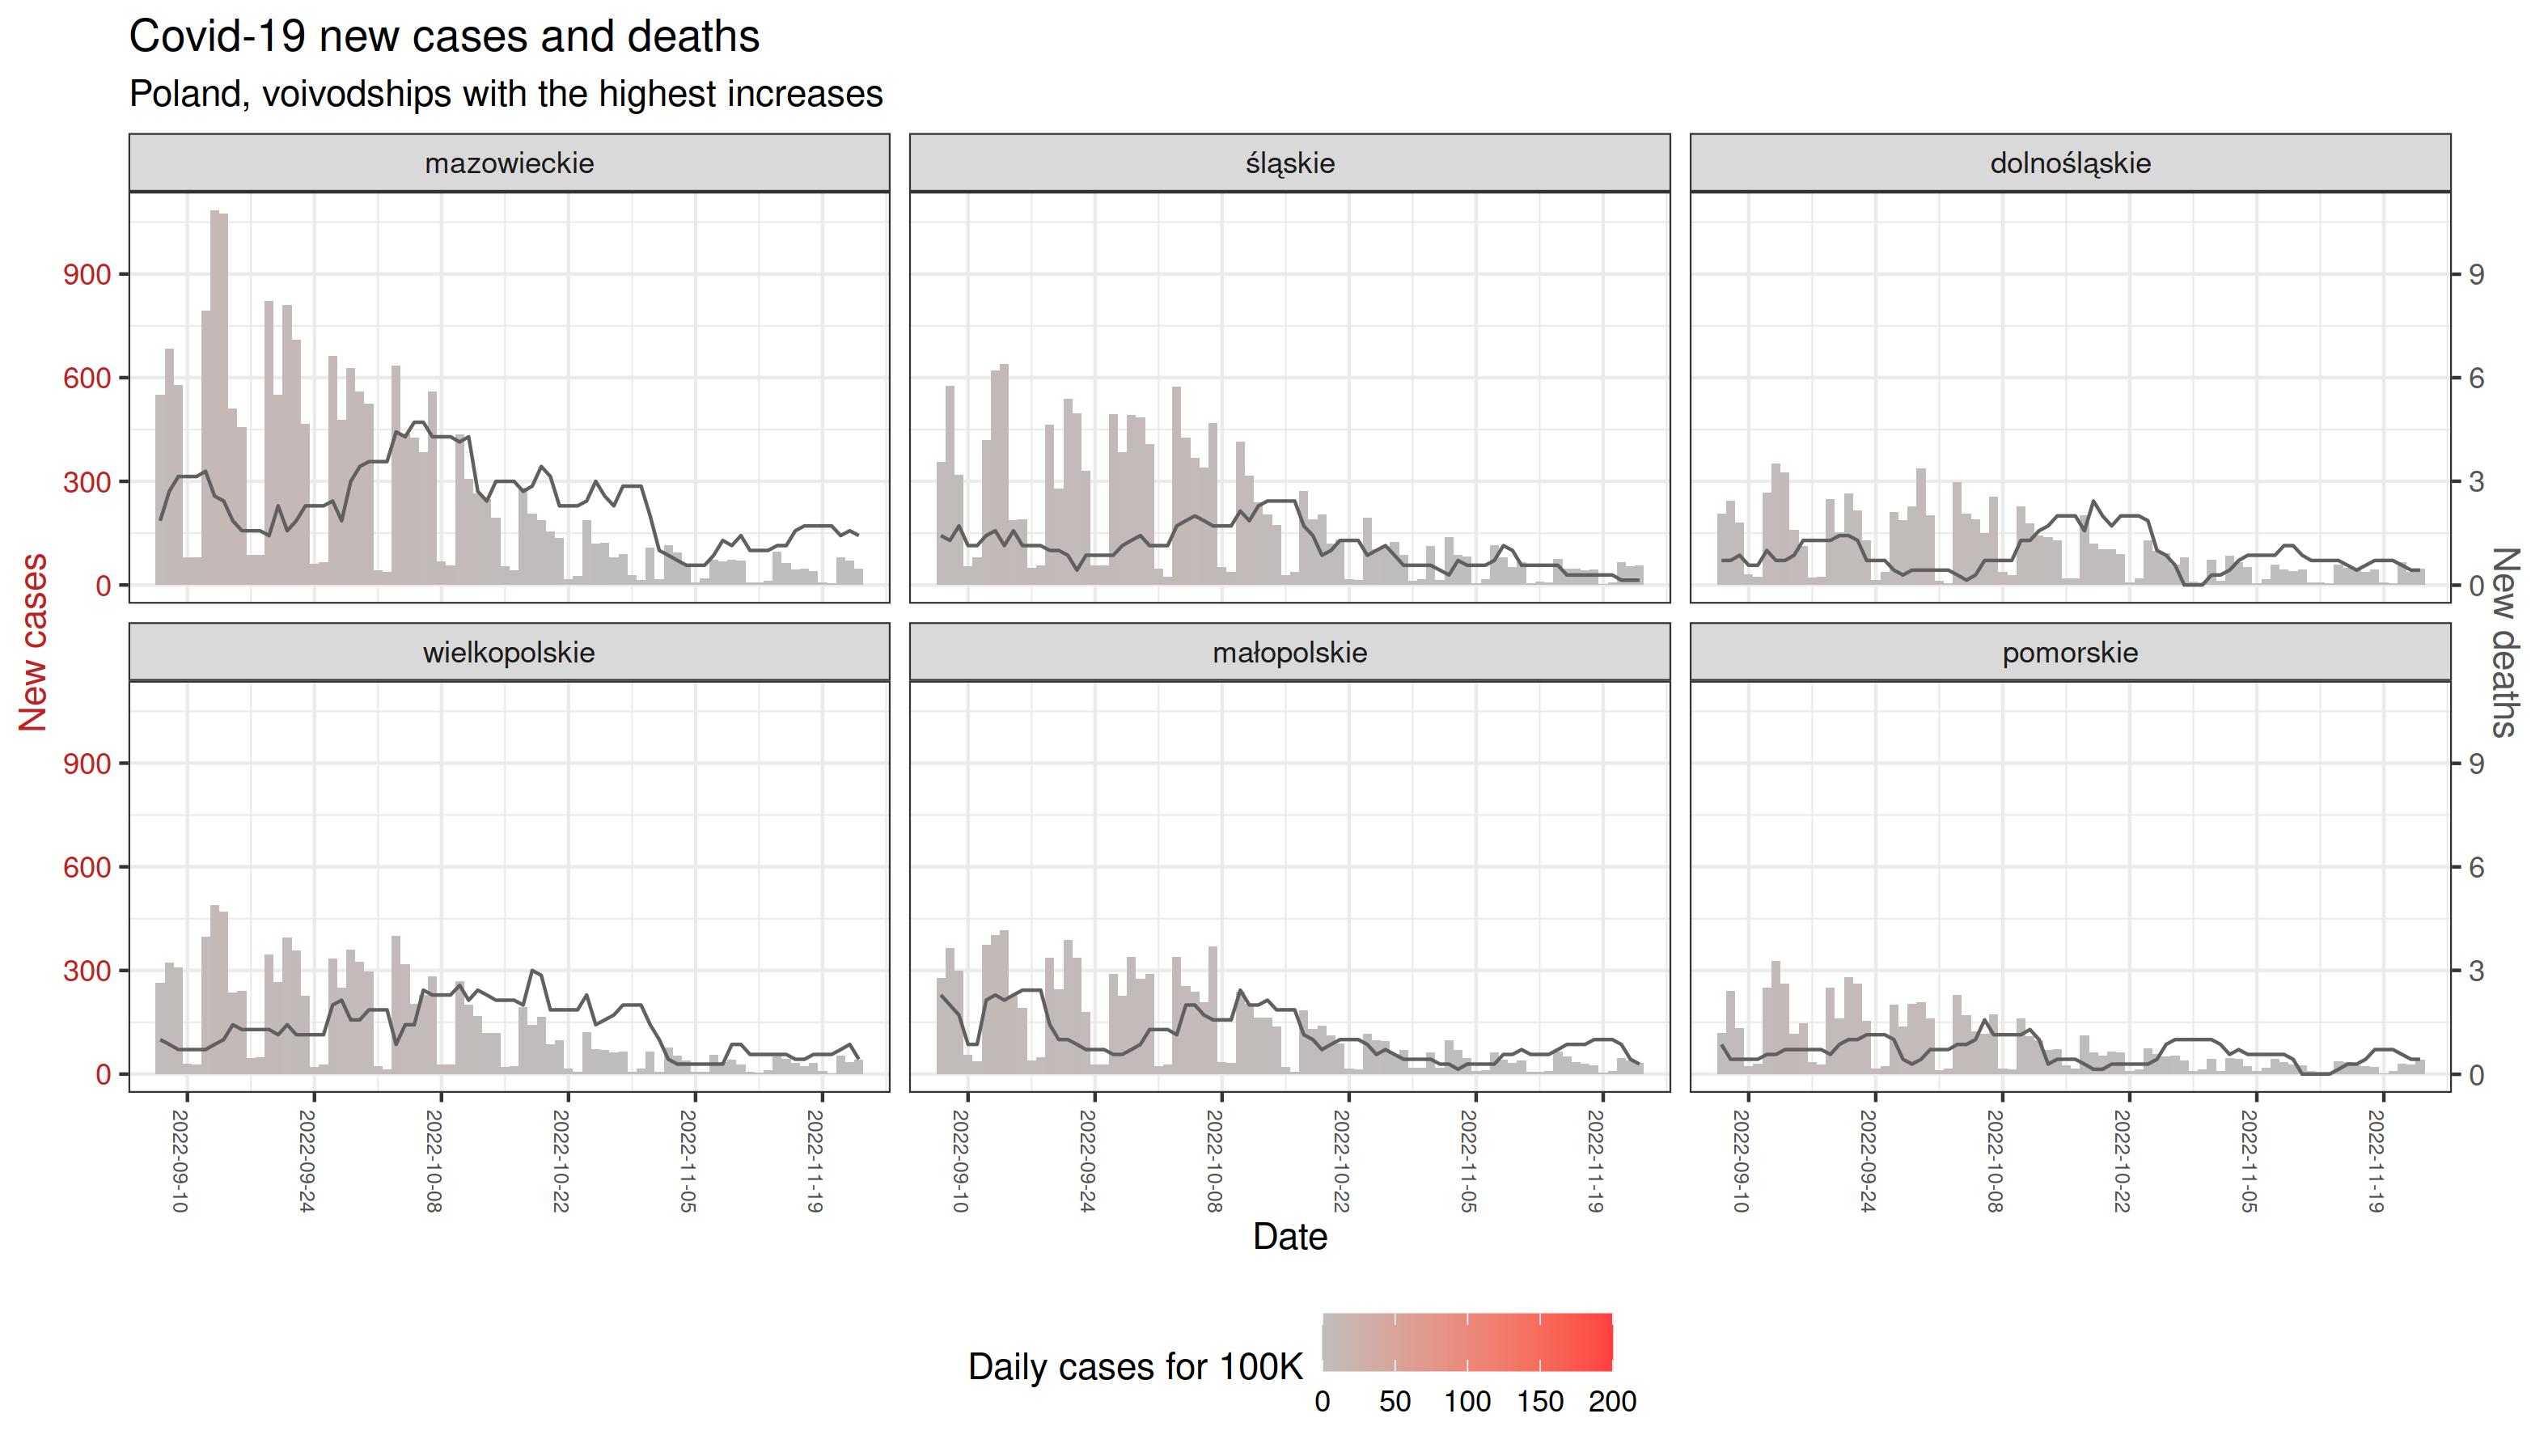 Covid-19 new cases and deaths
Poland, voivodships with the highest increases
mazowieckie
śląskie
dolnośląskie
900
600
300
0
9
6
3
0
New cases
New deaths
wielkopolskie
małopolskie
pomorskie
900
600
300
0
9
6
3
0
2022-09-10
2022-09-24
2022-10-08
2022-10-22
2022-11-05
2022-11-19
2022-09-10
2022-09-24
2022-10-08
2022-10-22
2022-11-05
2022-11-19
2022-09-10
2022-09-24
2022-10-08
2022-10-22
2022-11-05
2022-11-19
Date
Daily cases for 100K
0 50 100 150 200